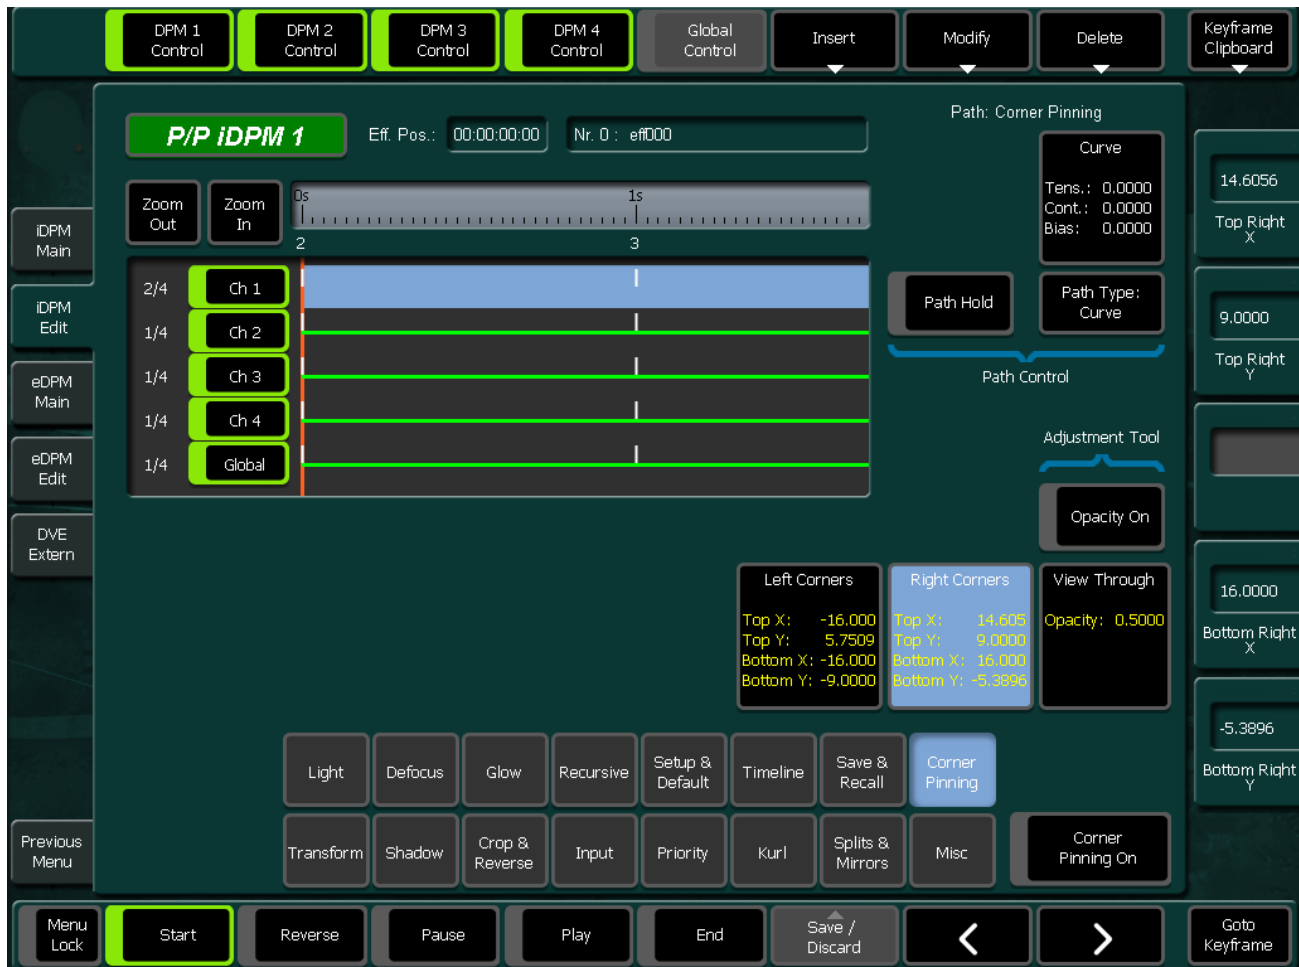 DPM 1
Control
DPM 2
Control
DPM 3
Control
DPM 4
Control
Global
Control
Insert
Modify
Delete
Keyframe
Clipboard
P/P iDPM 1
Eff. Pos.: 00:00:00:00
Nr. 0 : eff000
Path: Corner Pinning
Curve
Tens.: 0.0000
Cont.: 0.0000
Bias: 0.0000
Zoom
Out
Zoom
In
0s 1s
2 3
2/4 Ch 1
1/4 Ch 2
1/4 Ch 3
1/4 Ch 4
1/4 Global
Path Hold
Path Type:
Curve
Path Control
Adjustment Tool
Opacity On
Left Corners
Top X: -16.000
Top Y: 5.7509
Bottom X: -16.000
Bottom Y: -9.0000
Right Corners
Top X: 14.605
Top Y: 9.0000
Bottom X: 16.000
Bottom Y: -5.3896
View Through
Opacity: 0.5000
iDPM
Main
iDPM
Edit
eDPM
Main
eDPM
Edit
DVE
Extern
Previous
Menu
14.6056
Top Right
X
9.0000
Top Right
Y
16.0000
Bottom Right
X
-5.3896
Bottom Right
Y
Light
Defocus
Glow
Recursive
Setup &
Default
Timeline
Save &
Recall
Corner
Pinning
Transform
Shadow
Crop &
Reverse
Input
Priority
Kurl
Splits &
Mirrors
Misc
Corner
Pinning On
Menu
Lock
Start
Reverse
Pause
Play
End
Save /
Discard
<
>
Goto
Keyframe